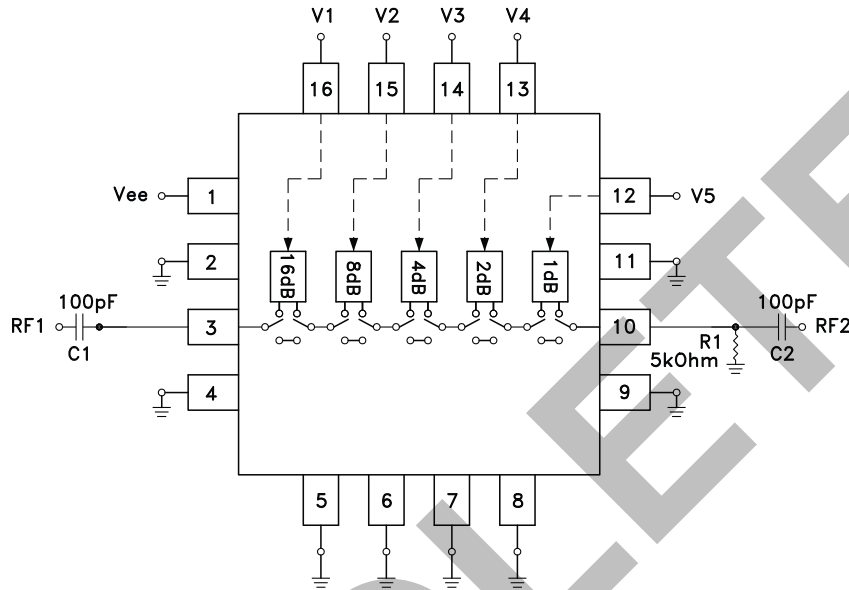 V1 V2 V3 V4
16 15 14 13
Vee 1 12 V5
2 11
16dB 8dB 4dB 2dB 1dB
100pF 100pF
RF1 3 10 RF2
C1 R1 C2
5kOhm
4 9
5 6 7 8